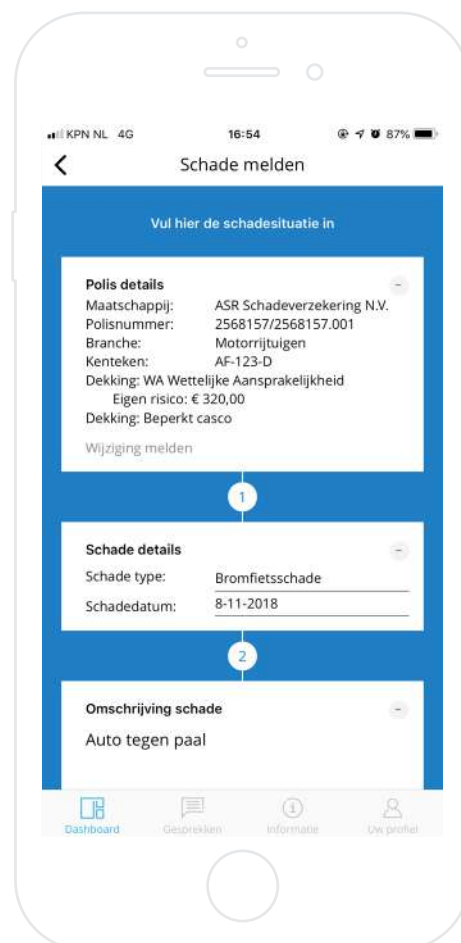 KPN NL 4G 16:54 87%
Schade melden
Vul hier de schadesituatie in
Polis details
Maatschappij: ASR Schadeverzekering N.V.
Polisnummer: 2568157/2568157.001
Branche: Motorrijtuigen
Kenteken: AF-123-D
Dekking: WA Wettelijke Aansprakelijkheid
Eigen risico: € 320,00
Dekking: Beperkt casco
Wijziging melden
1
Schade details
Schade type: Bromfietsschade
Schadedatum: 8-11-2018
2
Omschrijving schade
Auto tegen paal
Dashboard Gesprekken Informatie Uw profiel